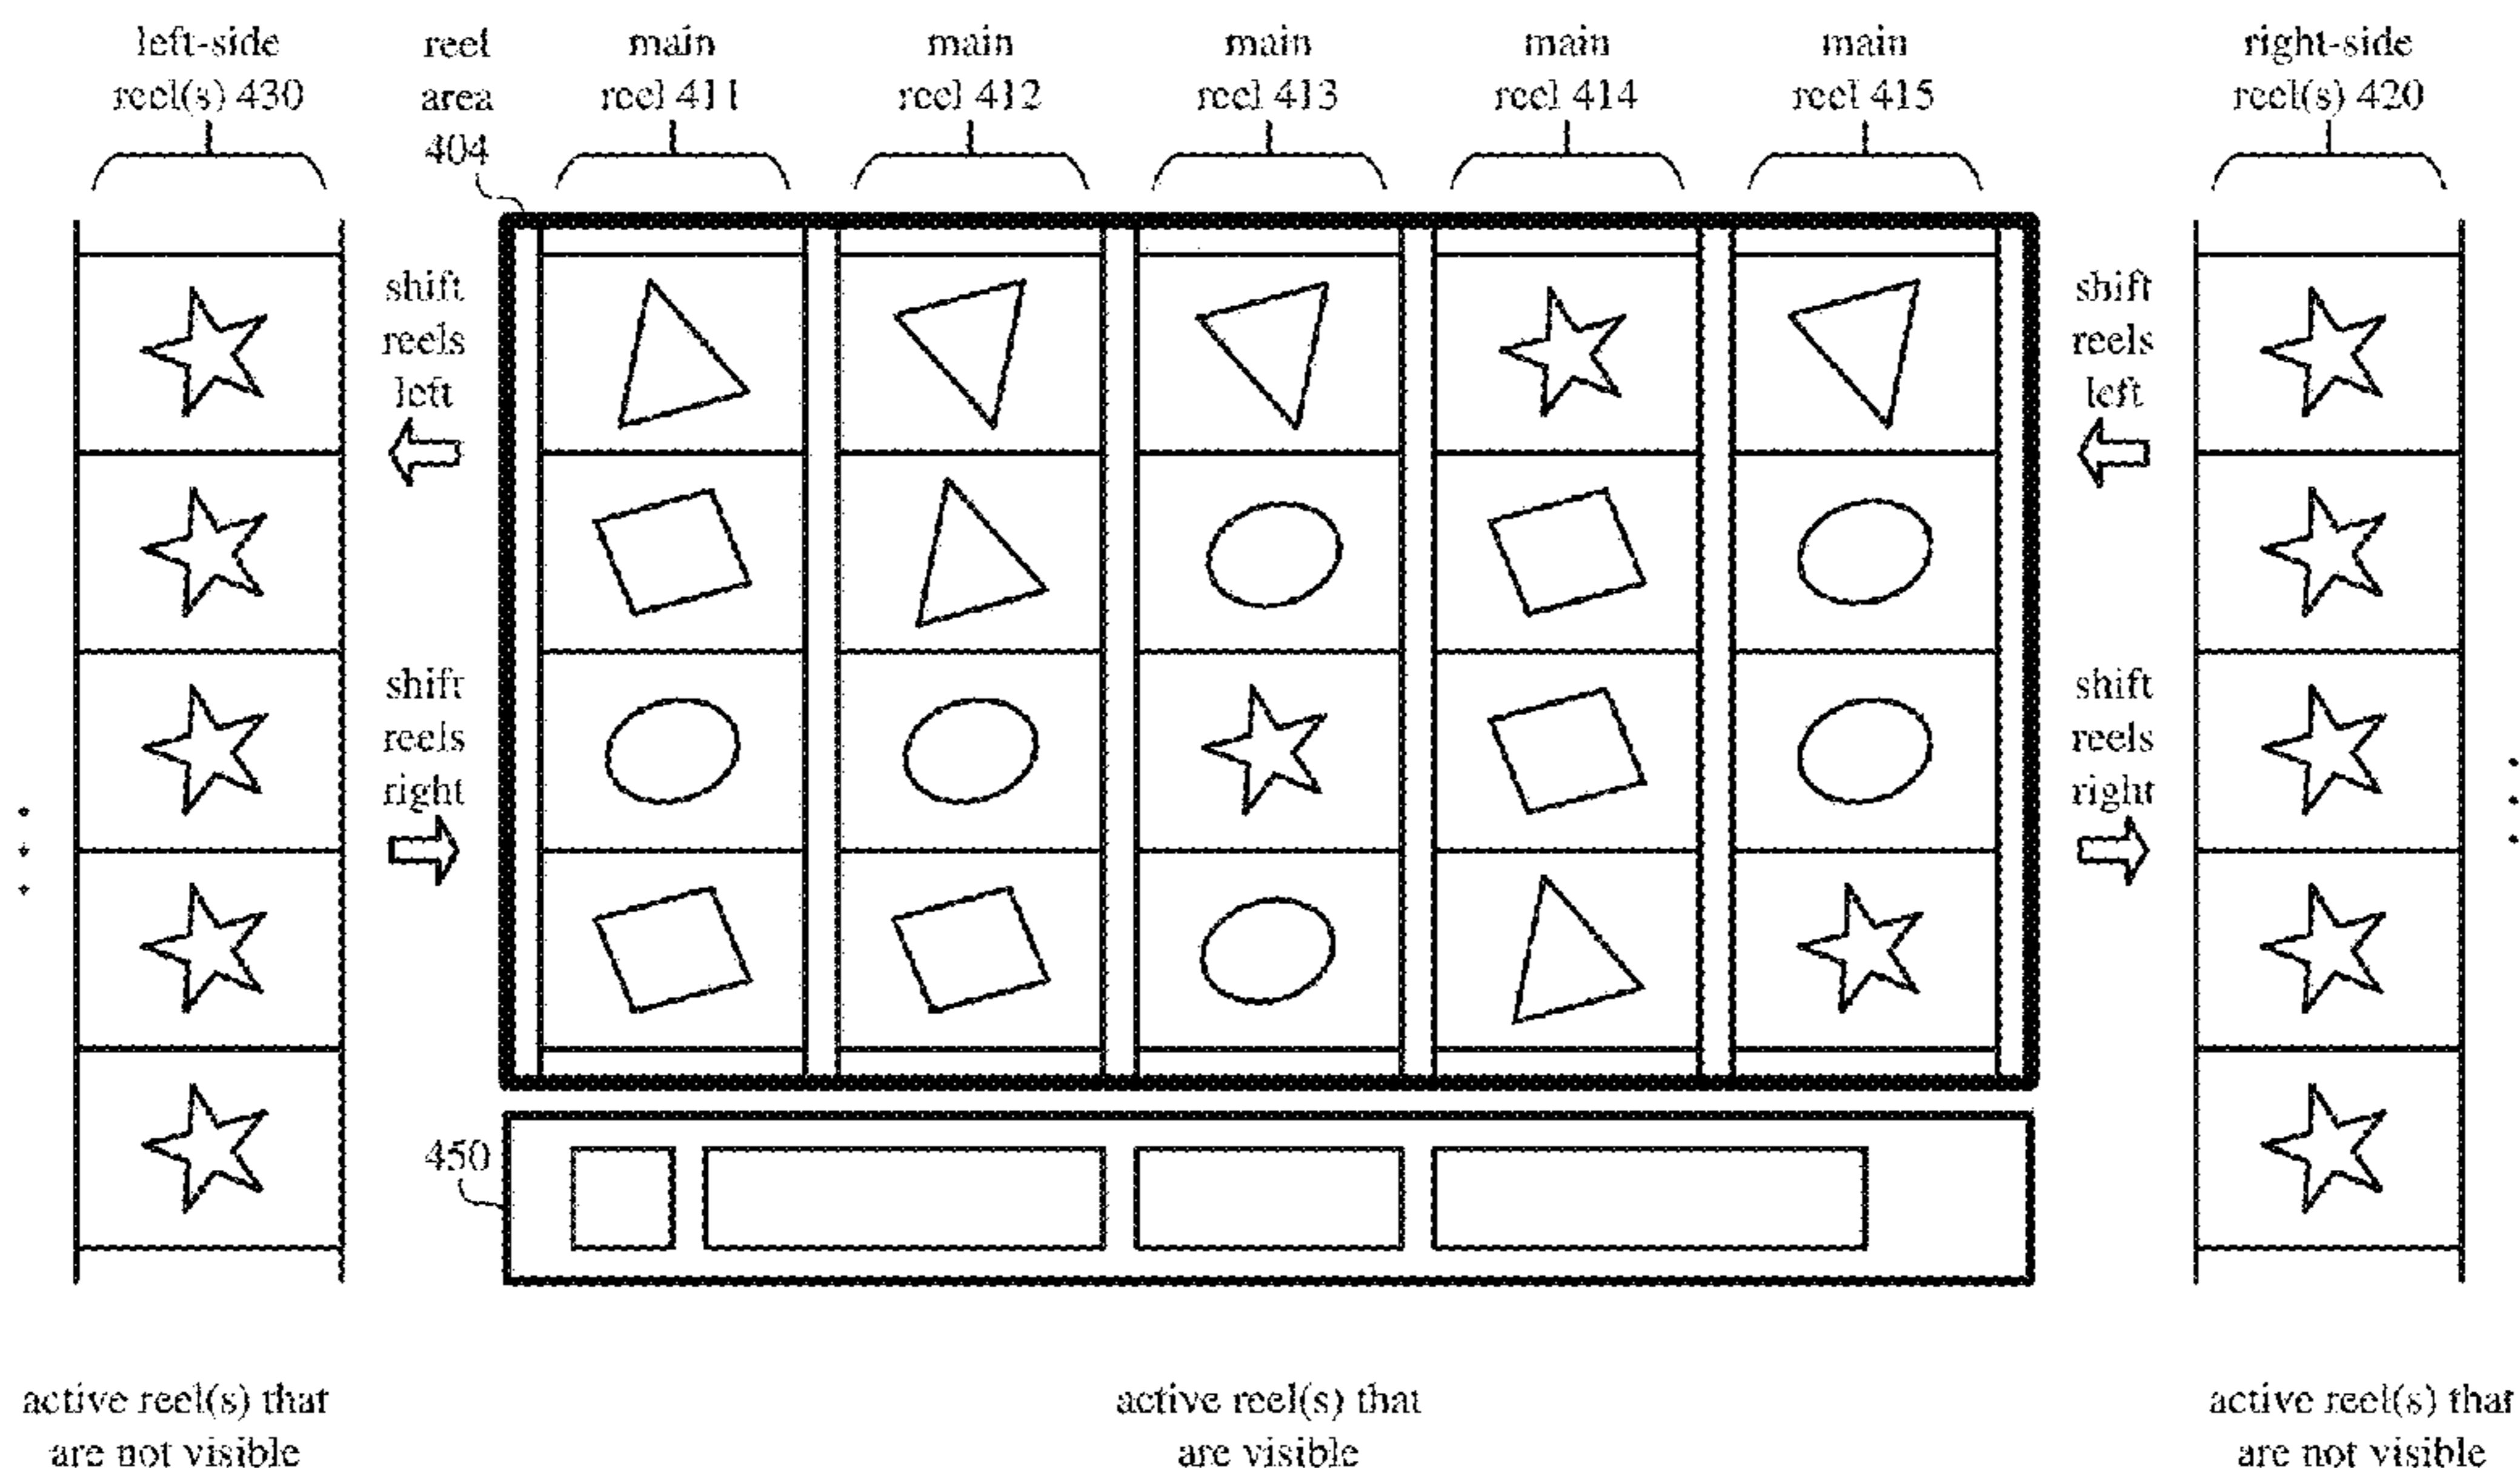 left-side
reel(s) 430
reel
area
404
main
reel 411
main
reel 412
main
reel 413
main
reel 414
main
reel 415
right-side
reel(s) 420
shift
reels
left
shift
reels
right
shift
reels
left
shift
reels
right
450
active reel(s) that
are not visible
active reel(s) that
are visible
active reel(s) that
are not visible